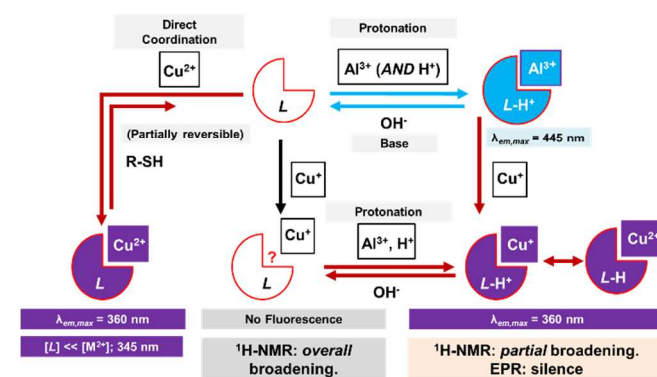 Direct
Coordination
Protonation
Cu²⁺
Al³⁺ (AND H⁺)
Al³⁺
L
L-H⁺
(Partially reversible)
OH⁻
R-SH
Base
λem,max = 445 nm
Cu⁺
Cu⁺
Protonation
Cu²⁺
Cu⁺
Al³⁺, H⁺
Cu⁺
Cu²⁺
?
L
L
L-H⁺
L-H
OH⁻
λem,max = 360 nm
No Fluorescence
λem,max = 360 nm
[L] << [M²⁺]; 345 nm
¹H-NMR: overall
broadening.
¹H-NMR: partial broadening.
EPR: silence